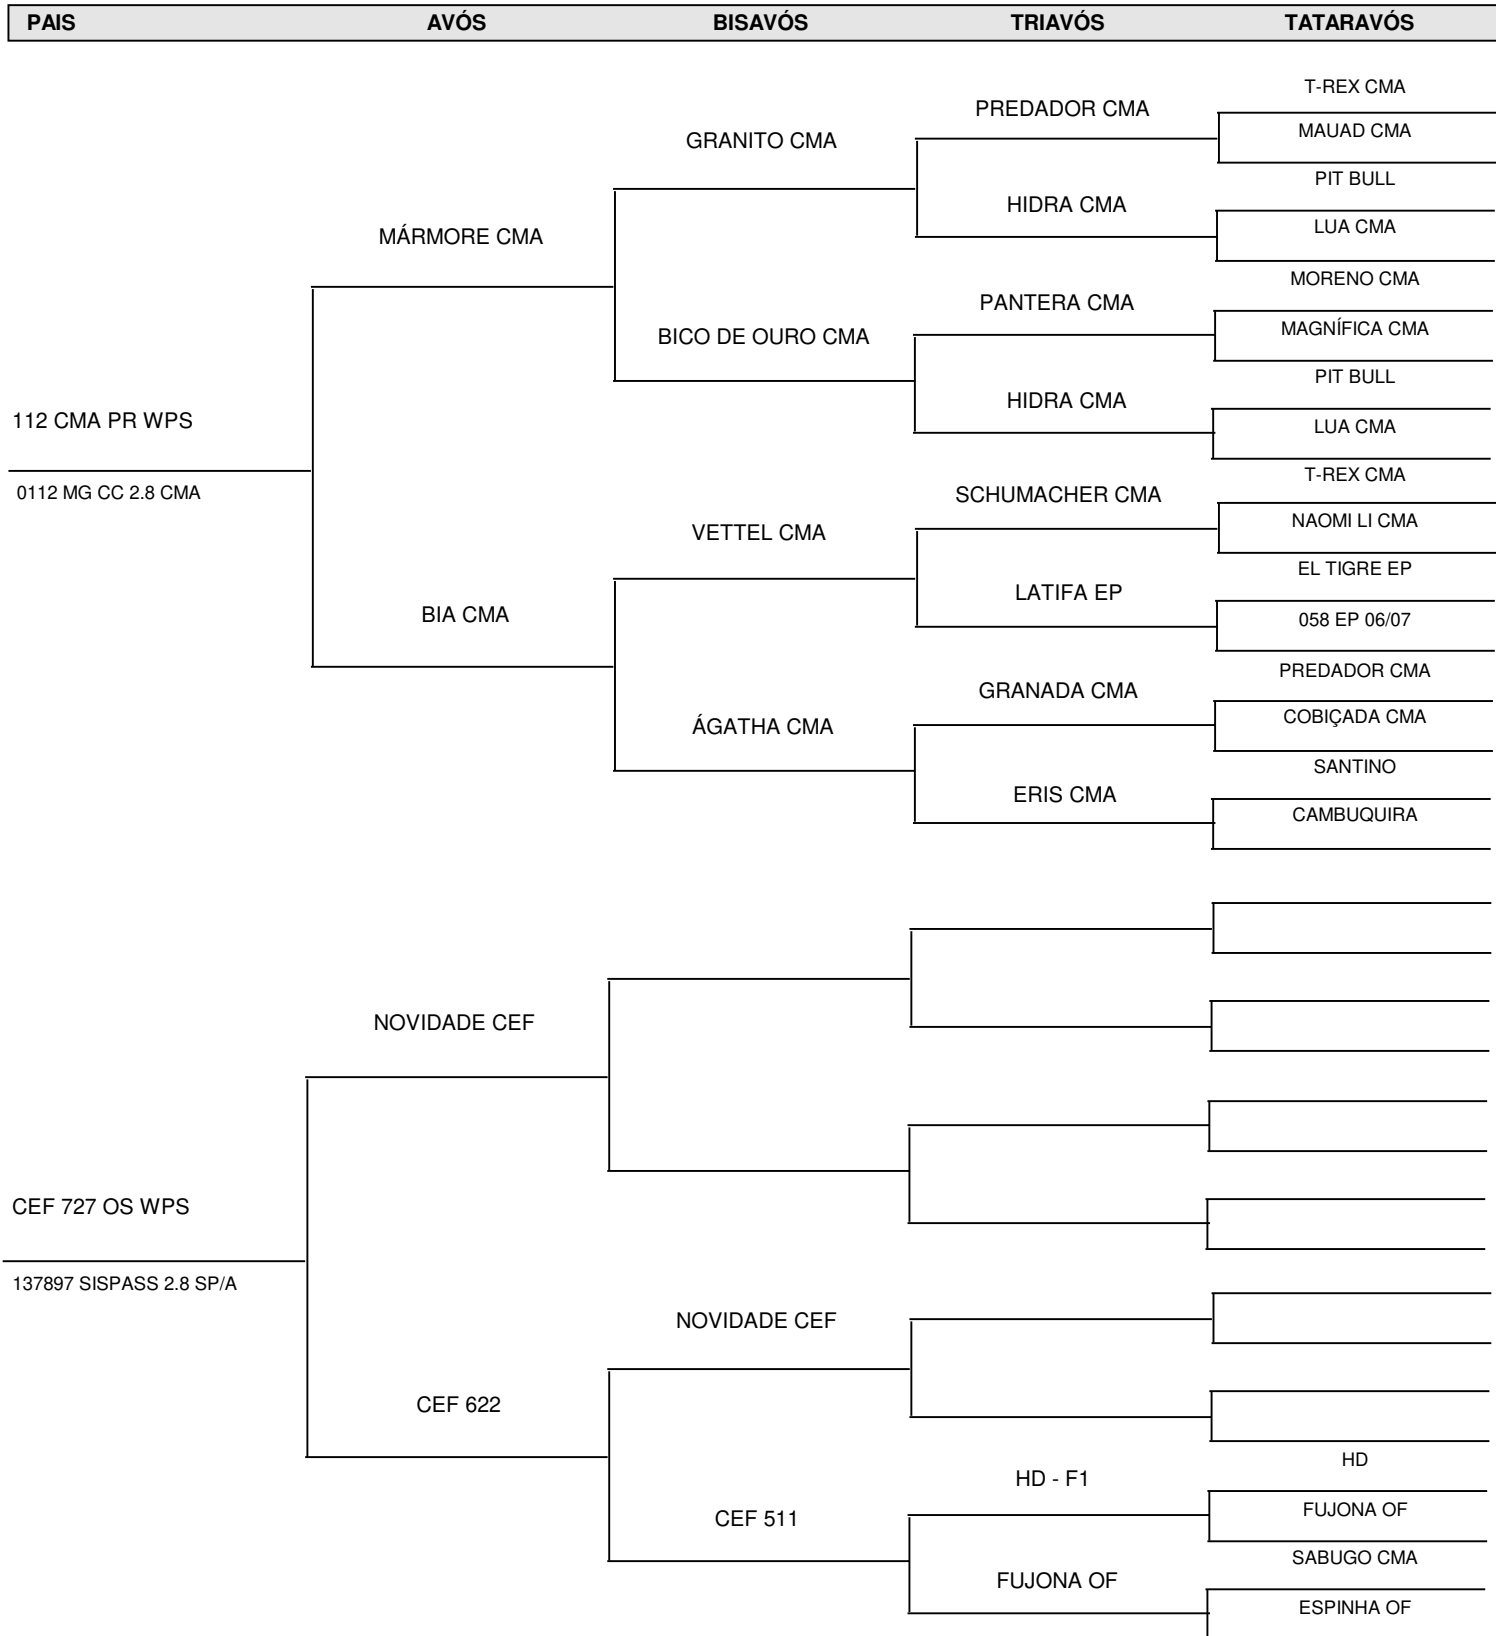 PAIS AVÓS BISAVÓS TRIAVÓS TATARAVÓS
T-REX CMA
PREDADOR CMA
MAUAD CMA
GRANITO CMA
PIT BULL
HIDRA CMA
LUA CMA
MÁRMORE CMA
MORENO CMA
PANTERA CMA
MAGNÍFICA CMA
BICO DE OURO CMA
PIT BULL
HIDRA CMA
LUA CMA
112 CMA PR WPS
0112 MG CC 2.8 CMA
T-REX CMA
SCHUMACHER CMA
NAOMI LI CMA
VETTEL CMA
EL TIGRE EP
LATIFA EP
058 EP 06/07
BIA CMA
PREDADOR CMA
GRANADA CMA
COBIÇADA CMA
ÁGATHA CMA
SANTINO
ERIS CMA
CAMBUQUIRA
NOVIDADE CEF
CEF 727 OS WPS
137897 SISPASS 2.8 SP/A
NOVIDADE CEF
CEF 622
HD
HD - F1
FUJONA OF
CEF 511
SABUGO CMA
FUJONA OF
ESPINHA OF